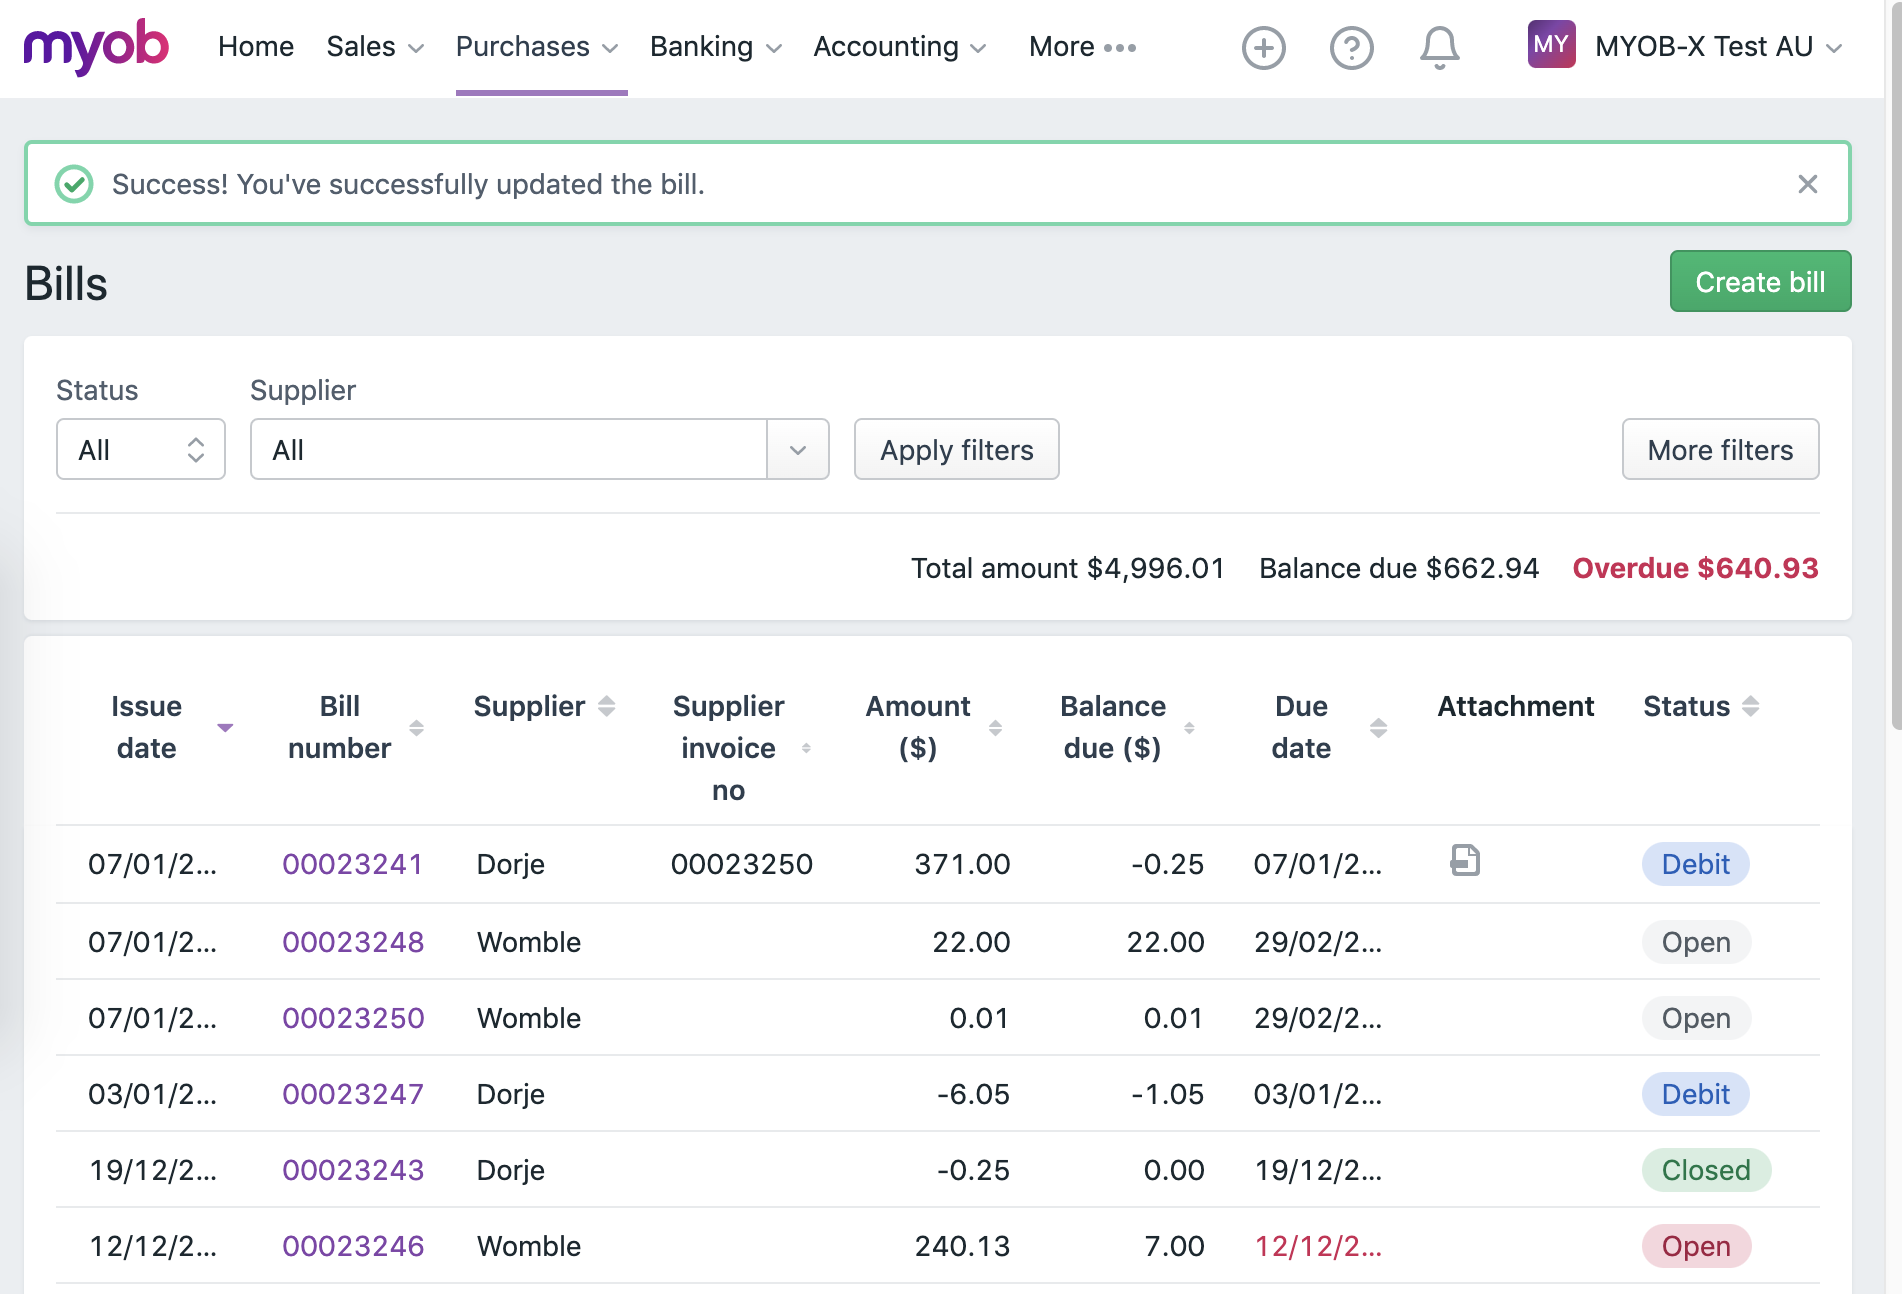 myob Home Sales Purchases Banking Accounting More MY MYOB-X Test AU
Success! You've successfully updated the bill.
Bills
Create bill
Status Supplier
All All Apply filters More filters
Total amount $4,996.01 Balance due $662.94 Overdue $640.93
Issue date Bill number Supplier Supplier invoice no Amount ($) Balance due ($) Due date Attachment Status
07/01/2... 00023241 Dorje 00023250 371.00 -0.25 07/01/2... Debit
07/01/2... 00023248 Womble 22.00 22.00 29/02/2... Open
07/01/2... 00023250 Womble 0.01 0.01 29/02/2... Open
03/01/2... 00023247 Dorje -6.05 -1.05 03/01/2... Debit
19/12/2... 00023243 Dorje -0.25 0.00 19/12/2... Closed
12/12/2... 00023246 Womble 240.13 7.00 12/12/2... Open